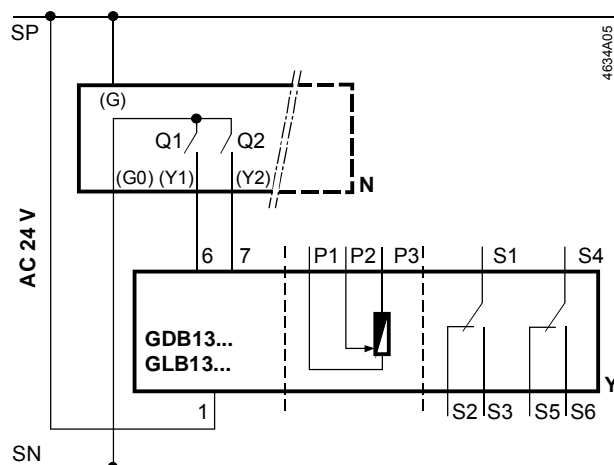 SP
4634A05
(G)
Q1 Q2
(G0) (Y1) (Y2) N
AC 24 V
6 7 P1 P2 P3 S1 S4
GDB13...
GLB13...
Y
1 S2 S3 S5 S6
SN